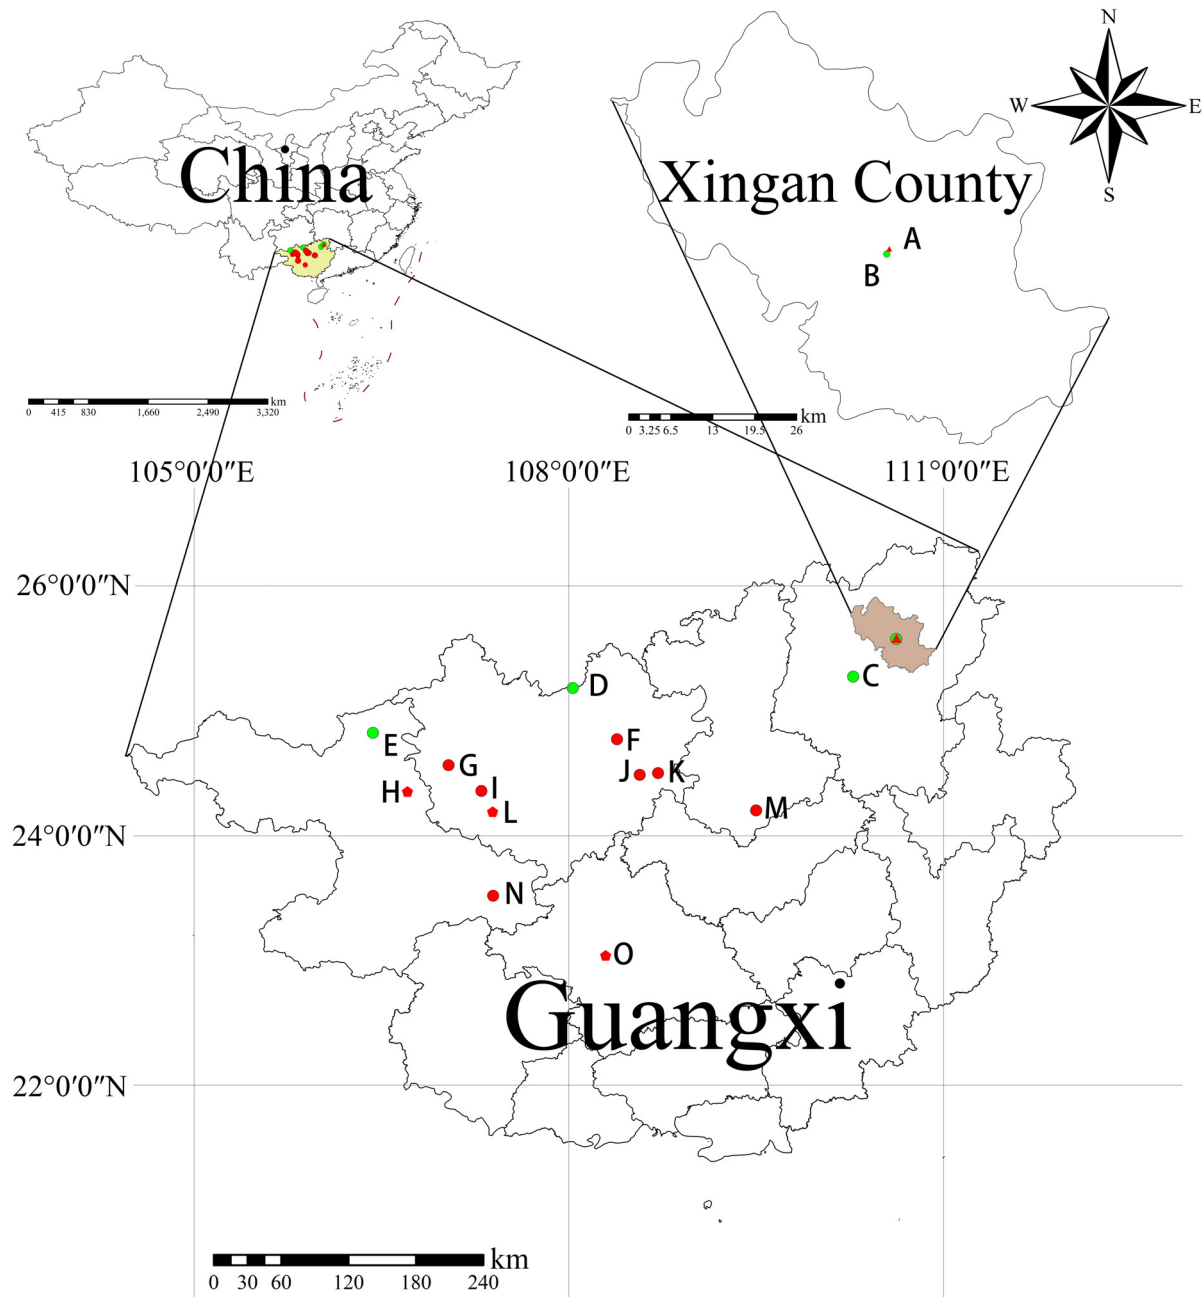 N
W
E
S
China
Xingan County
A
B
km
0 415 830 1,660 2,490 3,320
km
0 3.25 6.5 13 19.5 26
105°0′0″E 108°0′0″E 111°0′0″E
26°0′0″N
C
D
E
F
G
H
I
J
K
L
M
24°0′0″N
N
O
Guangxi
22°0′0″N
km
0 30 60 120 180 240